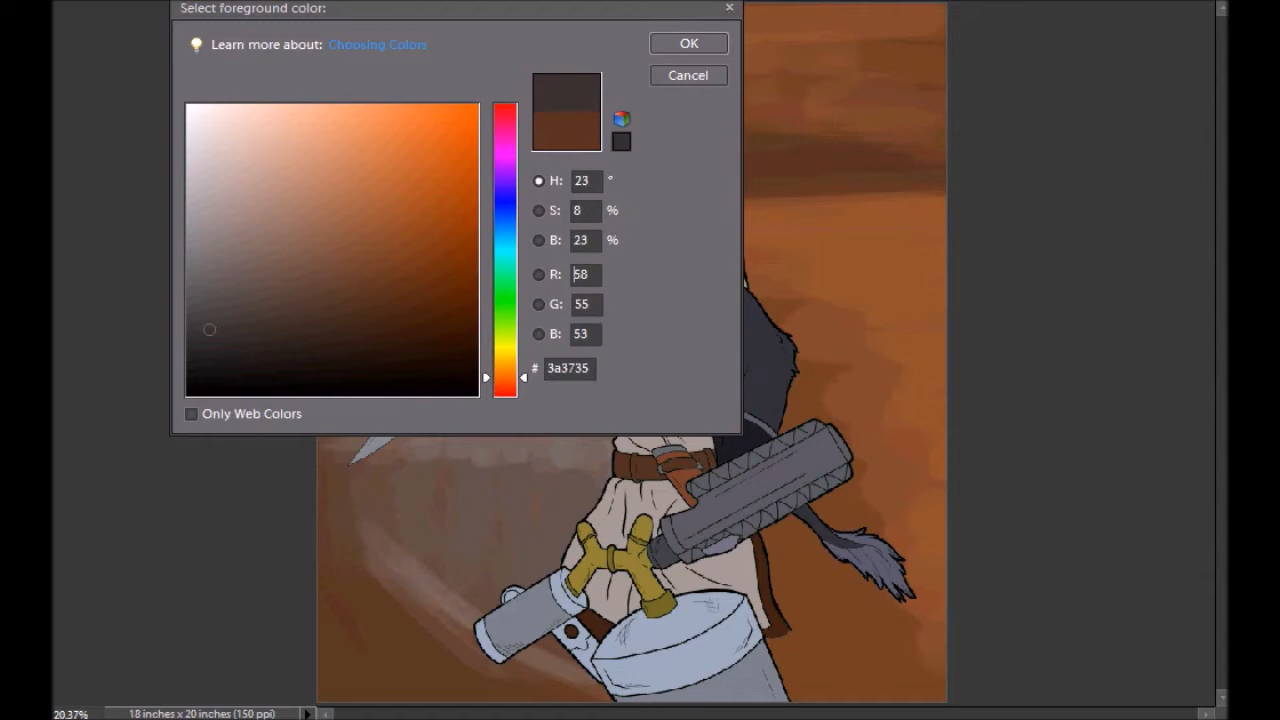 Select foreground color:
Learn more about: Choosing Colors
OK
Cancel
H: 23 °
S: 8 %
B: 23 %
R: 58
G: 55
B: 53
# 3a3735
Only Web Colors
20.37% 18 inches x 20 inches (150 ppi)